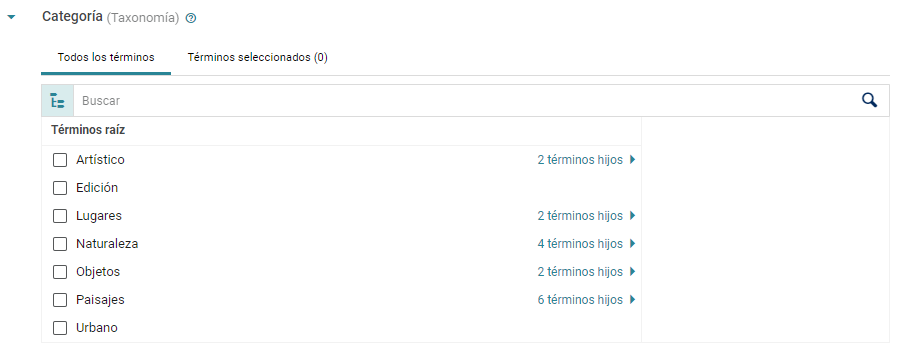 Categoría (Taxonomía) ?
Todos los términos Términos seleccionados (0)
Buscar
Términos raíz
Artístico 2 términos hijos
Edición
Lugares 2 términos hijos
Naturaleza 4 términos hijos
Objetos 2 términos hijos
Paisajes 6 términos hijos
Urbano